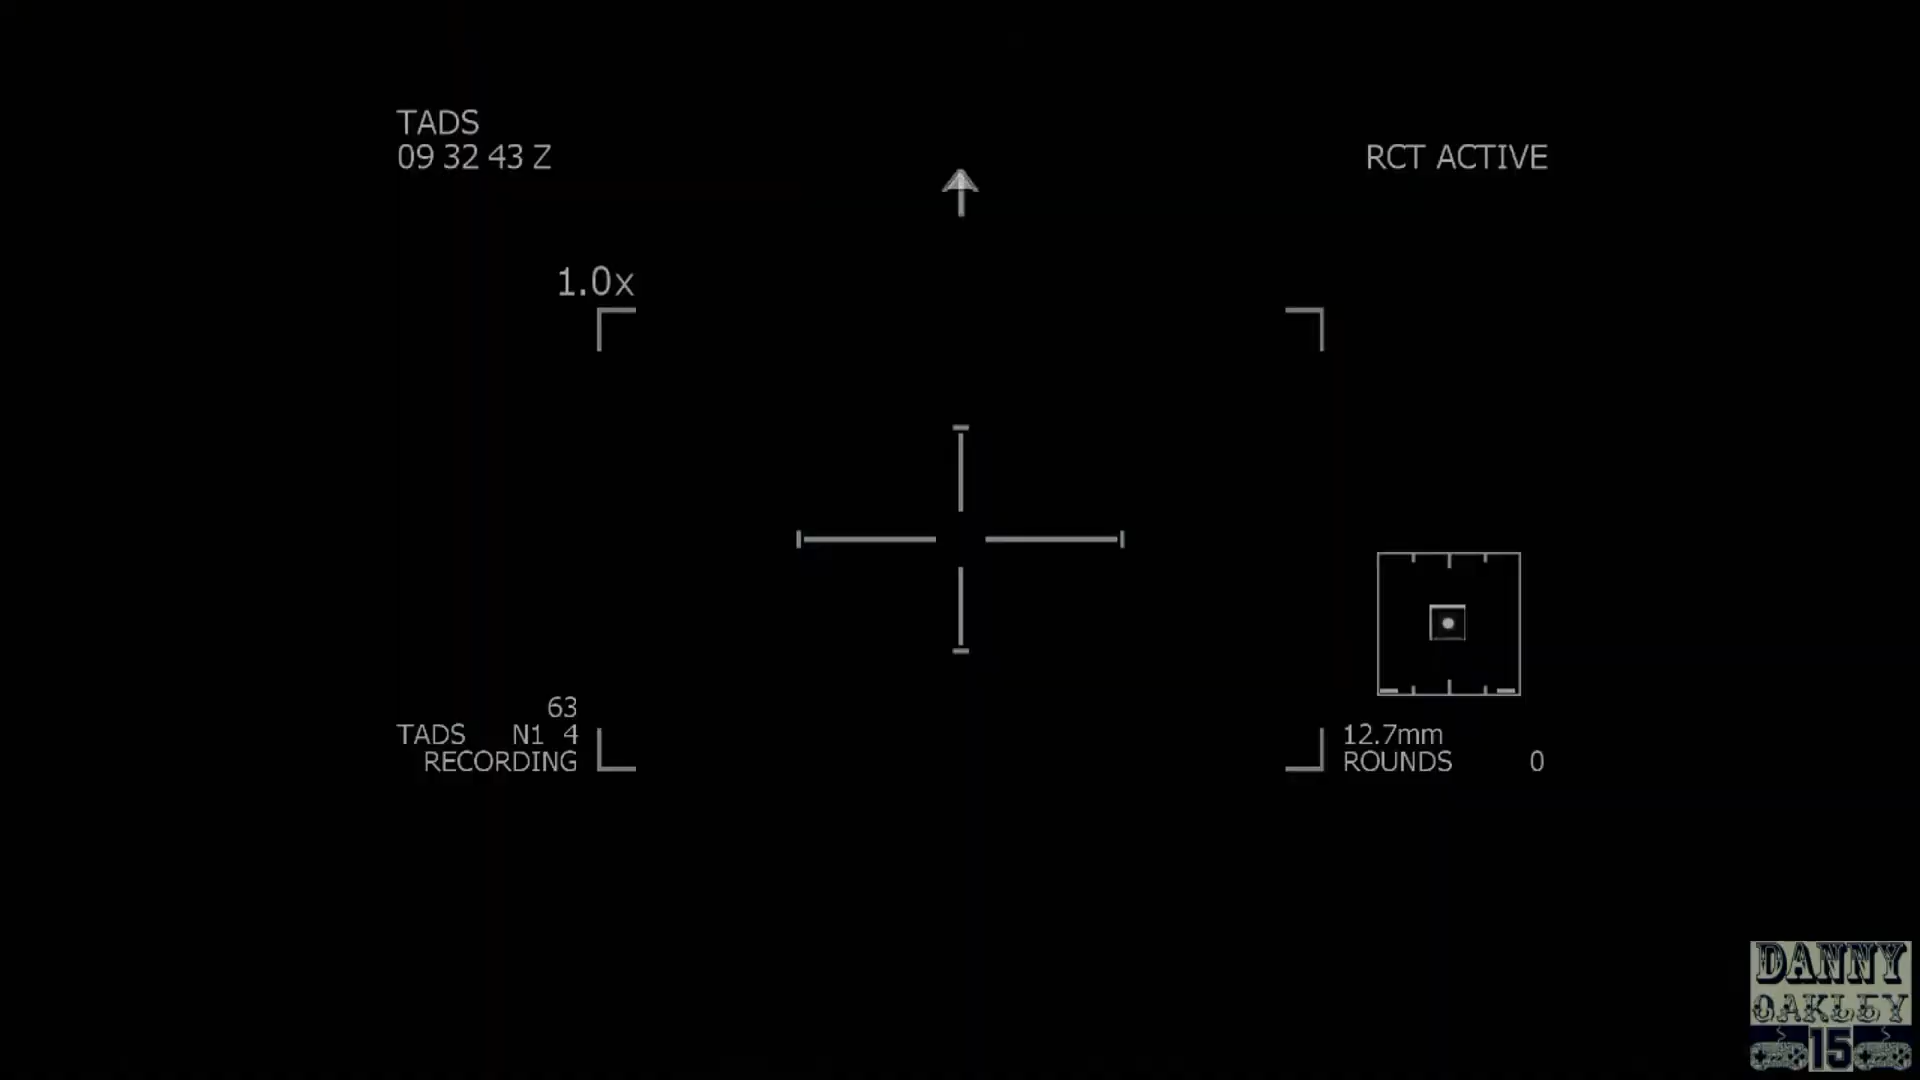 TADS
09 32 43 Z
RCT ACTIVE
1.0x
63
TADS N1 4
RECORDING
12.7mm
ROUNDS 0
DANNY
OAKLEY
15